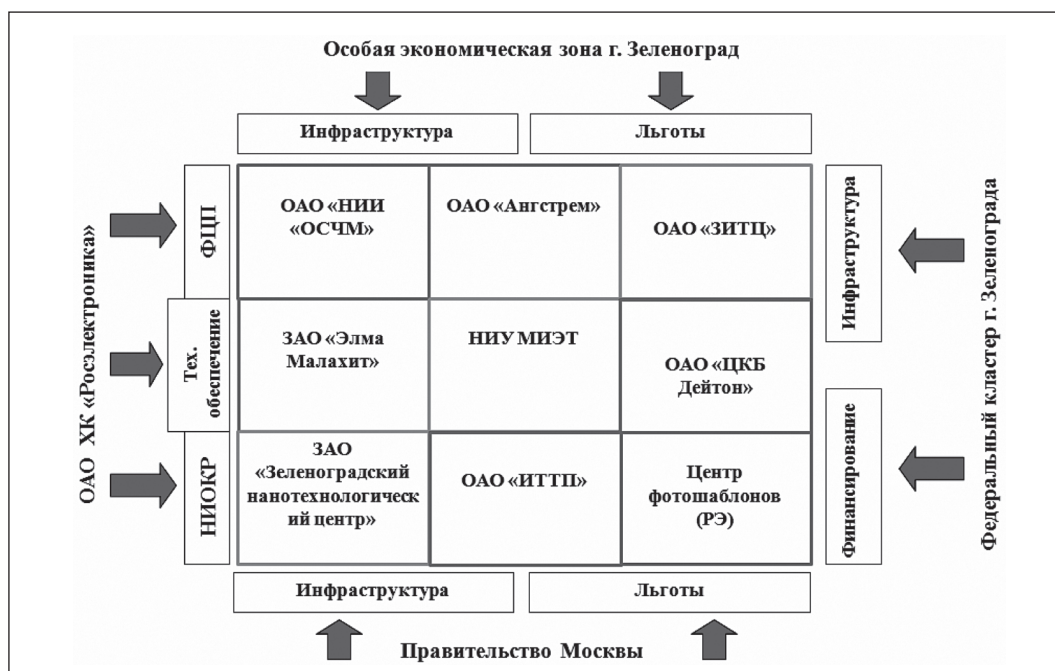 Особая экономическая зона г. Зеленоград
Инфраструктура
Льготы
ОАО ХК «Росэлектроника»
ФЦП
Тех.
обеспечение
НИОКР
ОАО «НИИ
«ОСЧМ»
ОАО «Ангстрем»
ОАО «ЗИТЦ»
ЗАО «Элма
Малахит»
НИУ МИЭТ
ОАО «ЦКБ
Дейтон»
ЗАО
«Зеленоградский
нанотехнологическ
ий центр»
ОАО «ИТТП»
Центр
фотошаблонов
(РЭ)
Инфраструктура
Финансирование
Федеральный кластер г. Зеленограда
Инфраструктура
Льготы
Правительство Москвы